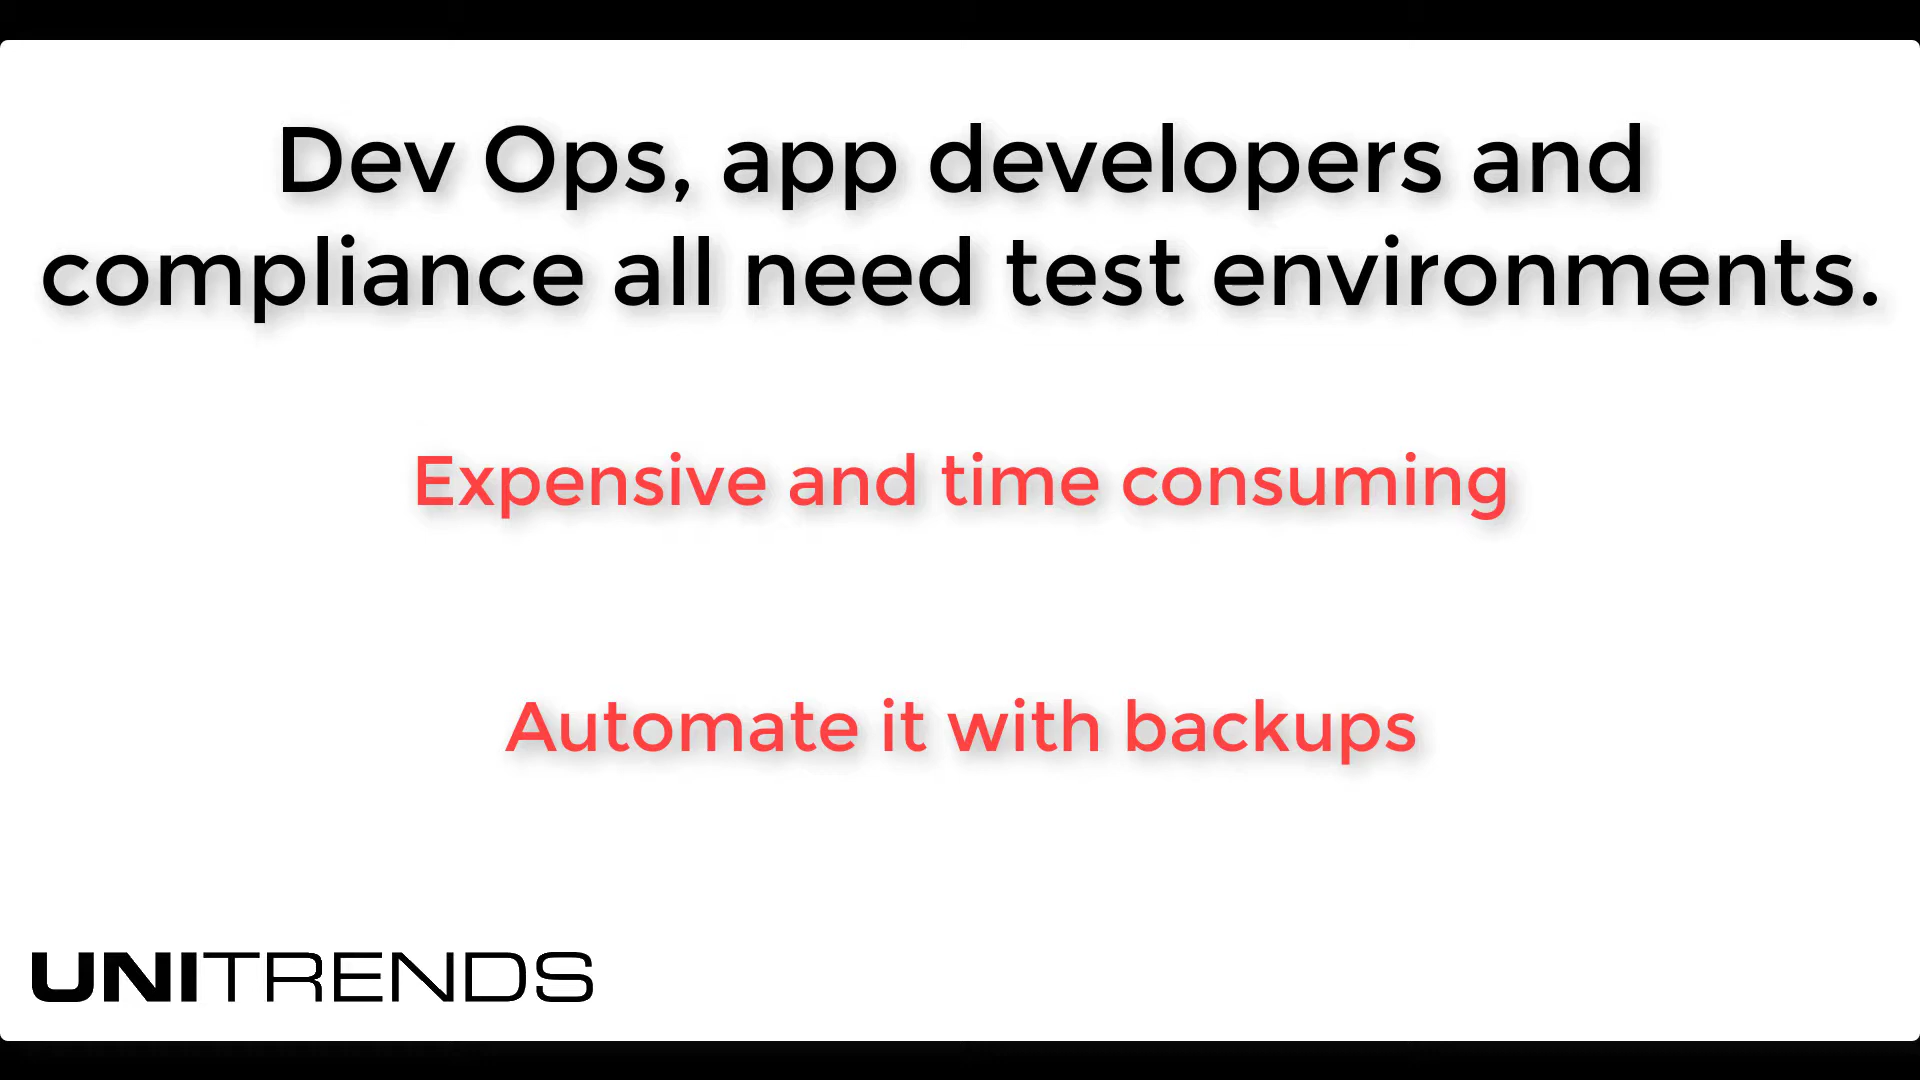 Dev Ops, app developers and
compliance all need test environments.
Expensive and time consuming
Automate it with backups
UNITRENDS